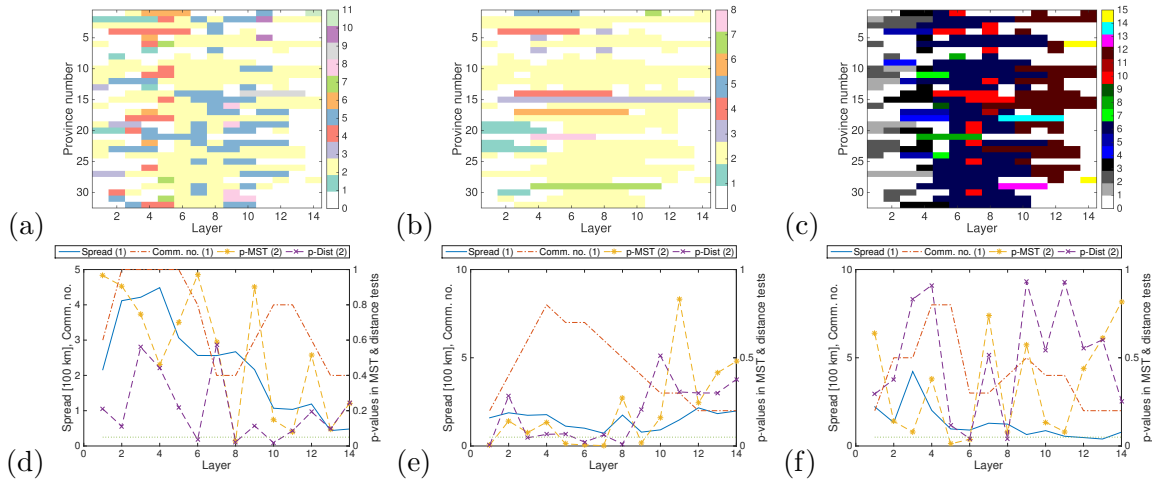 5 10 15 20 25 30
Province number
2 4 6 8 10 12 14
Layer
11 10 9 8 7 6 5 4 3 2 1 0
(a)
5 10 15 20 25 30
Province number
2 4 6 8 10 12 14
Layer
8 7 6 5 4 3 2 1 0
(b)
5 10 15 20 25 30
Province number
2 4 6 8 10 12 14
Layer
15 14 13 12 11 10 9 8 7 6 5 4 3 2 1 0
(c)
Spread (1) Comm. no. (1) p-MST (2) p-Dist (2)
5 4 3 2 1 0
Spread [100 km], Comm. no.
2 4 6 8 10 12 14
Layer
1 0.8 0.6 0.4 0.2 0
p-values in MST & distance tests
(d)
Spread (1) Comm. no. (1) p-MST (2) p-Dist (2)
10 5 0
Spread [100 km], Comm. no.
2 4 6 8 10 12 14
Layer
1 0.5 0
p-values in MST & distance tests
(e)
Spread (1) Comm. no. (1) p-MST (2) p-Dist (2)
10 5 0
Spread [100 km], Comm. no.
2 4 6 8 10 12 14
Layer
1 0.5 0
p-values in MST & distance tests
(f)